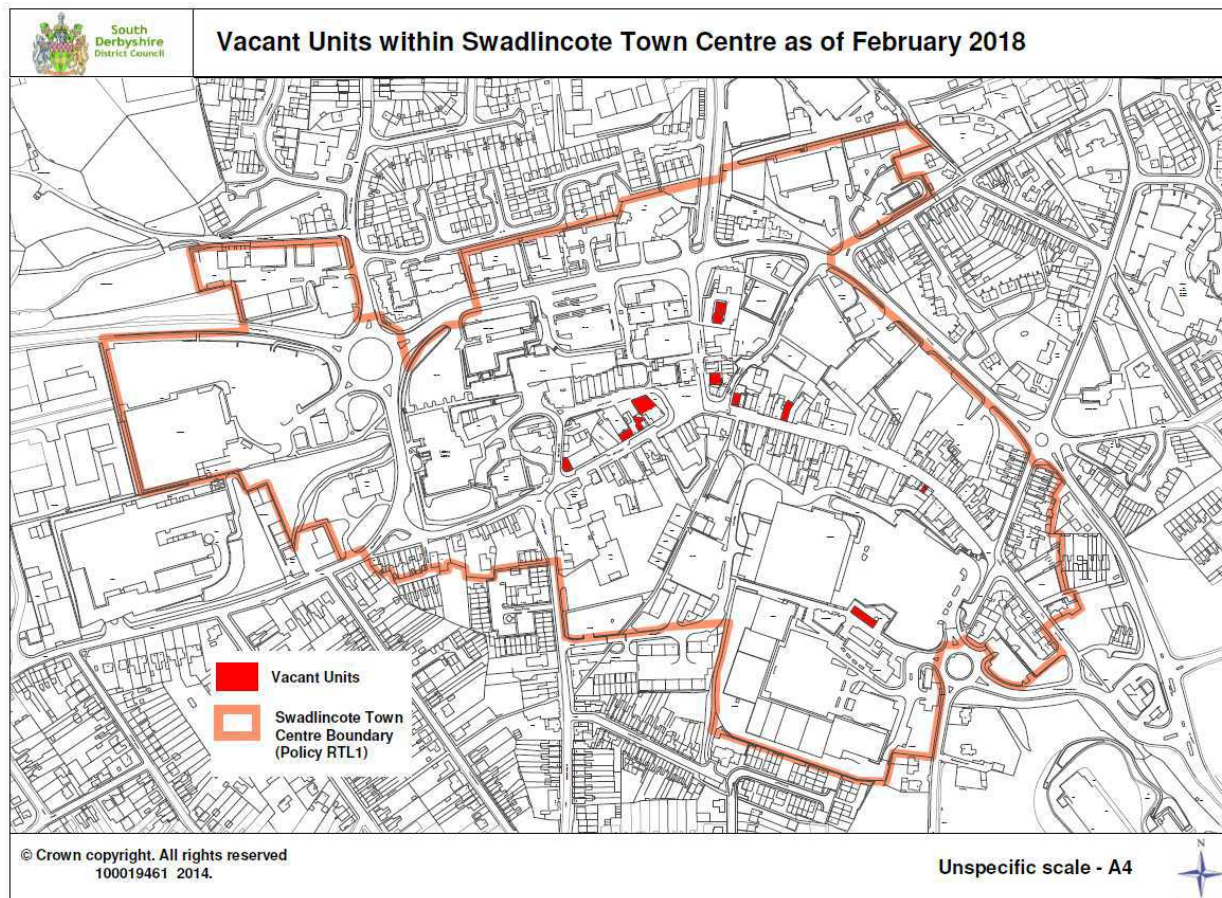 South
Derbyshire
District Council
Vacant Units within Swadlincote Town Centre as of February 2018
Vacant Units
Swadlincote Town
Centre Boundary
(Policy RTL1)
© Crown copyright. All rights reserved
100019461 2014.
Unspecific scale - A4
N